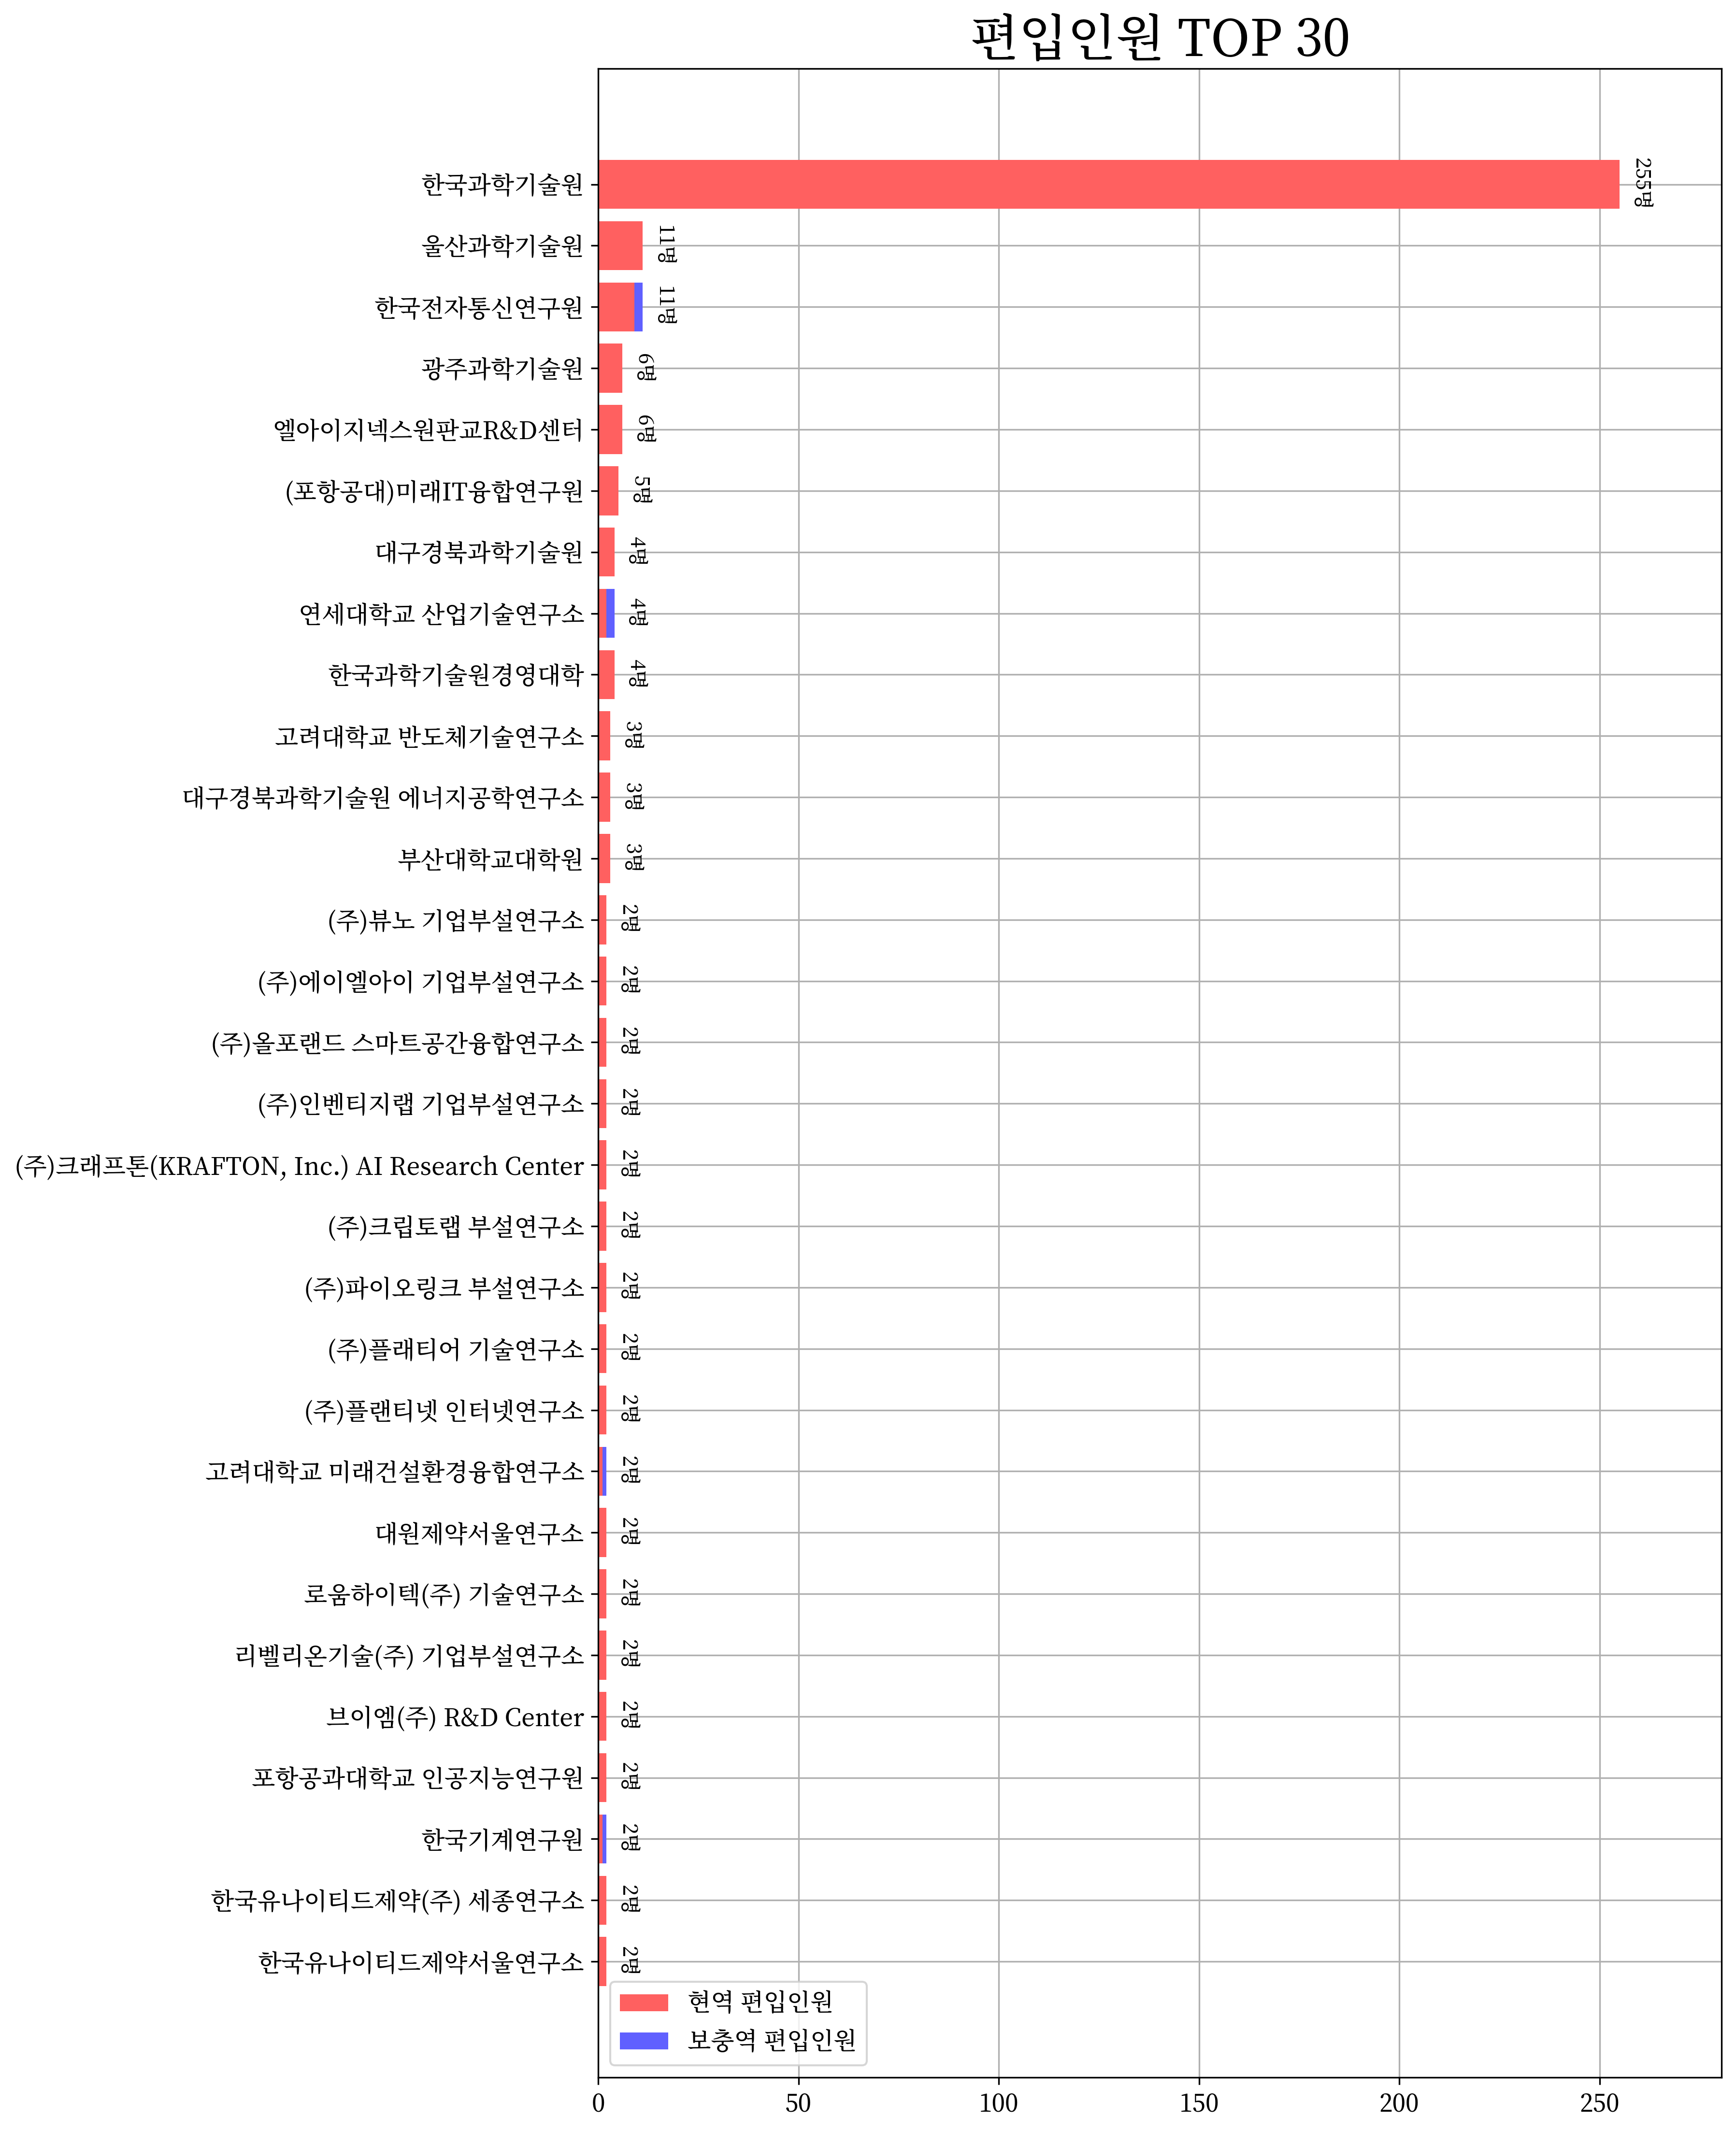 편입인원 TOP 30
한국과학기술원 255명
울산과학기술원 11명
한국전자통신연구원 11명
광주과학기술원 6명
엘아이지넥스원판교R&D센터 6명
(포항공대)미래IT융합연구원 5명
대구경북과학기술원 4명
연세대학교 산업기술연구소 4명
한국과학기술원경영대학 4명
고려대학교 반도체기술연구소 3명
대구경북과학기술원 에너지공학연구소 3명
부산대학교대학원 3명
(주)뷰노 기업부설연구소 2명
(주)에이엘아이 기업부설연구소 2명
(주)올포랜드 스마트공간융합연구소 2명
(주)인벤티지랩 기업부설연구소 2명
(주)크래프톤(KRAFTON, Inc.) AI Research Center 2명
(주)크립토랩 부설연구소 2명
(주)파이오링크 부설연구소 2명
(주)플래티어 기술연구소 2명
(주)플랜티넷 인터넷연구소 2명
고려대학교 미래건설환경융합연구소 2명
대원제약서울연구소 2명
로움하이텍(주) 기술연구소 2명
리벨리온기술(주) 기업부설연구소 2명
브이엠(주) R&D Center 2명
포항공과대학교 인공지능연구원 2명
한국기계연구원 2명
한국유나이티드제약(주) 세종연구소 2명
한국유나이티드제약서울연구소 2명
현역 편입인원
보충역 편입인원
0 50 100 150 200 250